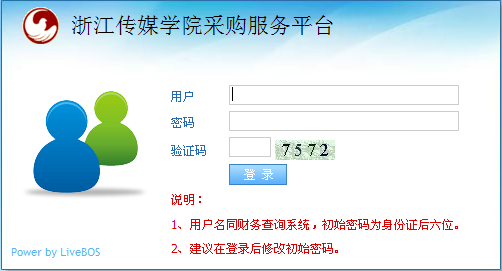 浙江传媒学院采购服务平台
用户
密码
验证码 7572
登 录
说明：
1、用户名同财务查询系统，初始密码为身份证后六位。
2、建议在登录后修改初始密码。
Power by LiveBOS